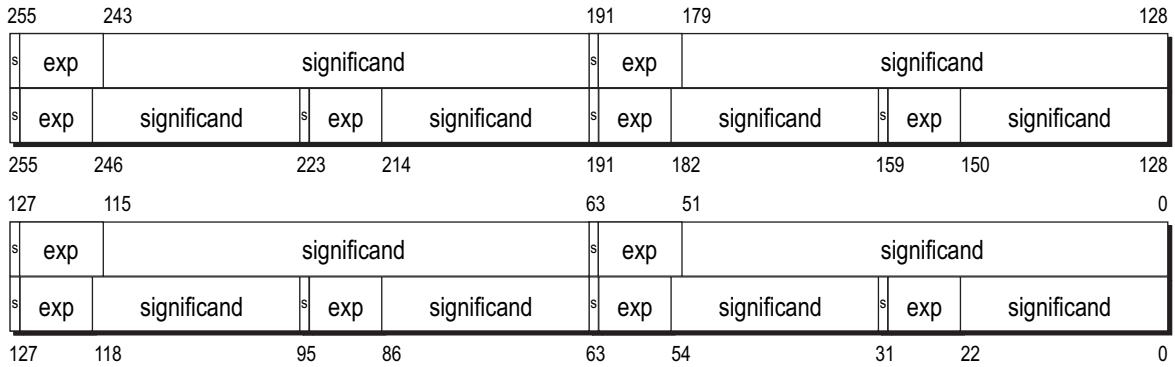 255 243 191 179 128
s exp significand s exp significand
s exp significand s exp significand s exp significand s exp significand
255 246 223 214 191 182 159 150 128
127 115 63 51 0
s exp significand s exp significand
s exp significand s exp significand s exp significand s exp significand
127 118 95 86 63 54 31 22 0